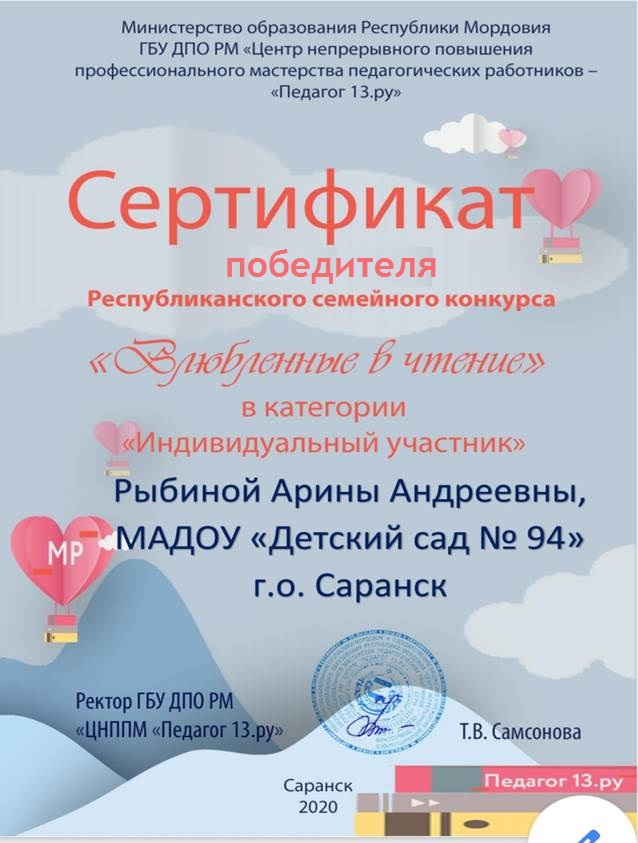 Министерство образования Республики Мордовия
ГБУ ДПО РМ «Центр непрерывного повышения
профессионального мастерства педагогических работников –
«Педагог 13.ру»
Сертификат
победителя
Республиканского семейного конкурса
«Влюбленные в чтение»
в категории
«Индивидуальный участник»
Рыбиной Арины Андреевны,
МАДОУ «Детский сад № 94»
г.о. Саранск
МР
Ректор ГБУ ДПО РМ
«ЦНППМ «Педагог 13.ру»
Т.В. Самсонова
Саранск
2020
Педагог 13.ру